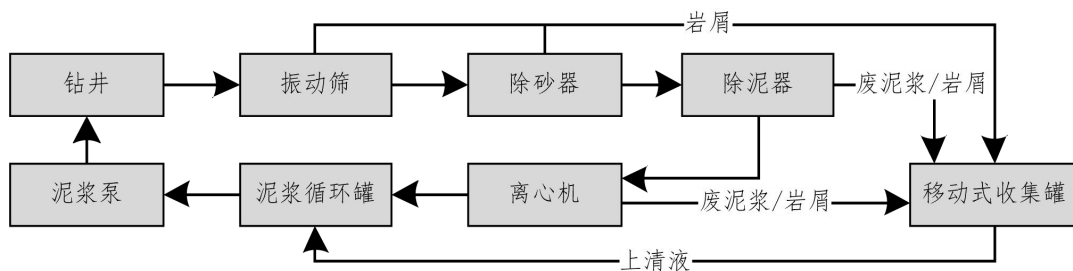 岩屑
钻井
振动筛
除砂器
除泥器
废泥浆/岩屑
泥浆泵
泥浆循环罐
离心机
废泥浆/岩屑
移动式收集罐
上清液